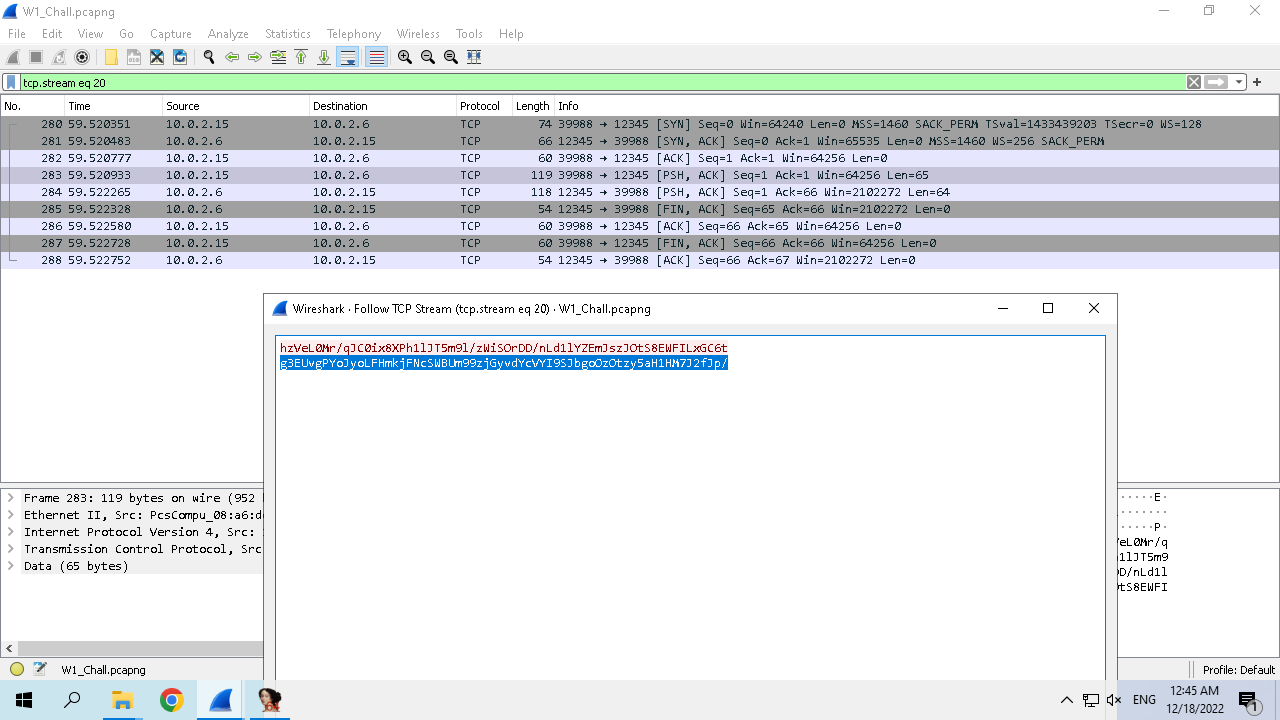 W1_Chall.pcapng
File Edit View Go Capture Analyze Statistics Telephony Wireless Tools Help
tcp.stream eq 20
No. Time Source Destination Protocol Length Info
280 59.520351 10.0.2.15 10.0.2.6 TCP 74 39988 → 12345 [SYN] Seq=0 Win=64240 Len=0 MSS=1460 SACK_PERM TSval=1433439203 TSecr=0 WS=128
281 59.520483 10.0.2.6 10.0.2.15 TCP 66 12345 → 39988 [SYN, ACK] Seq=0 Ack=1 Win=65535 Len=0 MSS=1460 WS=256 SACK_PERM
282 59.520777 10.0.2.15 10.0.2.6 TCP 60 39988 → 12345 [ACK] Seq=1 Ack=1 Win=64256 Len=0
283 59.520933 10.0.2.15 10.0.2.6 TCP 119 39988 → 12345 [PSH, ACK] Seq=1 Ack=1 Win=64256 Len=65
284 59.522265 10.0.2.6 10.0.2.15 TCP 118 12345 → 39988 [PSH, ACK] Seq=1 Ack=66 Win=2102272 Len=64
285 59.522328 10.0.2.6 10.0.2.15 TCP 54 12345 → 39988 [FIN, ACK] Seq=65 Ack=66 Win=2102272 Len=0
286 59.522580 10.0.2.15 10.0.2.6 TCP 60 39988 → 12345 [ACK] Seq=66 Ack=65 Win=64256 Len=0
287 59.522728 10.0.2.15 10.0.2.6 TCP 60 39988 → 12345 [FIN, ACK] Seq=66 Ack=66 Win=64256 Len=0
288 59.522752 10.0.2.6 10.0.2.15 TCP 54 12345 → 39988 [ACK] Seq=66 Ack=67 Win=2102272 Len=0
Wireshark · Follow TCP Stream (tcp.stream eq 20) · W1_Chall.pcapng
hzVeL0Mr/qJC0ix8XPh1lJT5m9l/zWiSOrDD/nLd1lYZEmJszJOtS8EWFILxGC6t
g3EUvgPYoJyoLFHmkjFNcSWBUm99zjGyvdYcVYI9SJbgoOzOtzy5aH1HM7J2fJp/
Frame 283: 119 bytes on wire (952
Ethernet II, Src: PcsCompu_08:a6:d
Internet Protocol Version 4, Src:
Transmission Control Protocol, Src
Data (65 bytes)
·····E·
·······
·····P·
VeL0Mr/q
1lJT5m9
DD/nLd1l
OtS8EWFI
W1_Chall.pcapng
Profile: Default
ENG
12:45 AM
12/18/2022
1